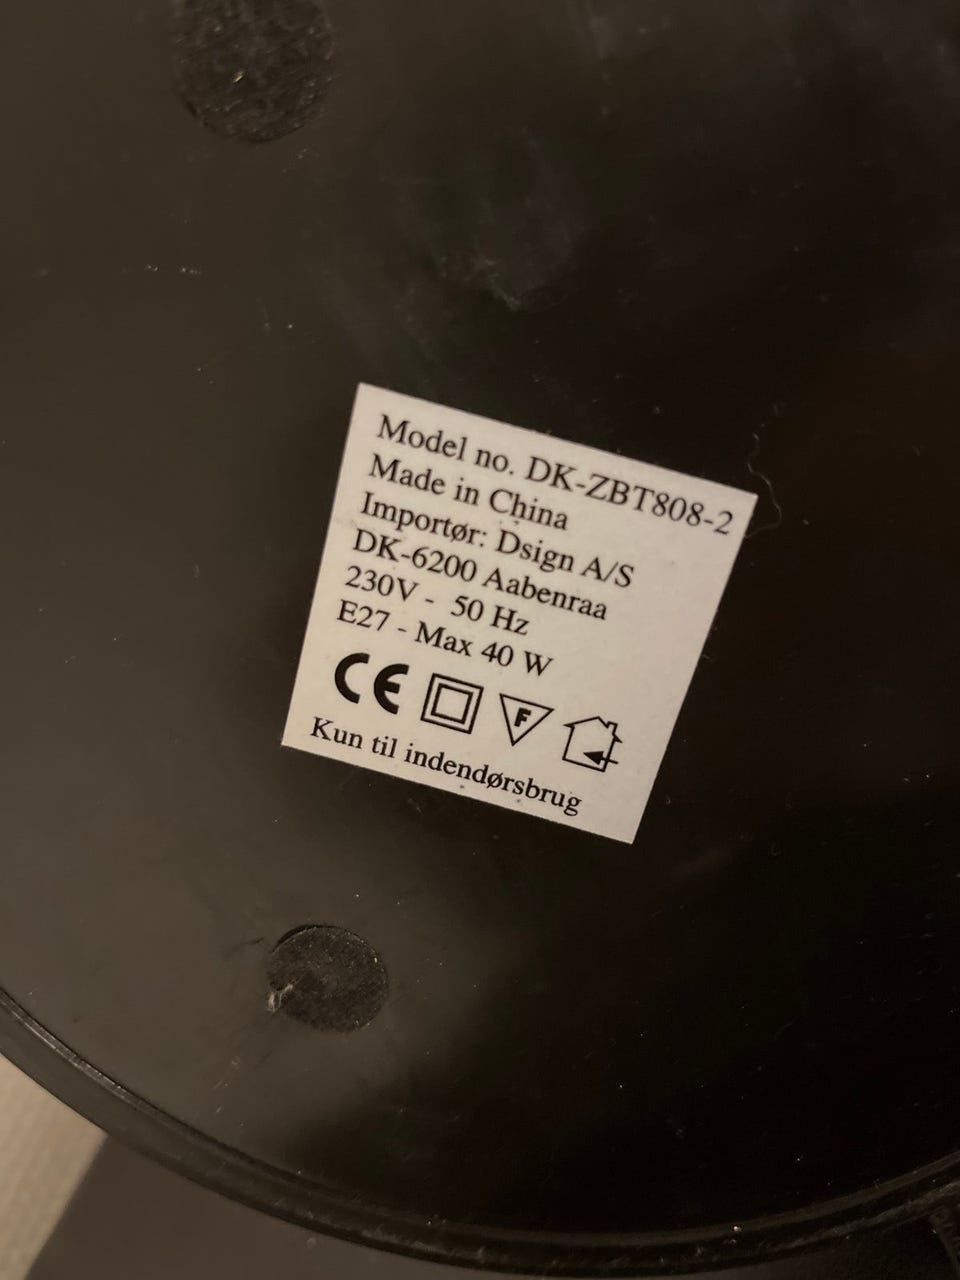 Model no. DK-ZBT808-2
Made in China
Importør: Dsign A/S
DK-6200 Aabenraa
230V - 50 Hz
E27 - Max 40 W
CE F
Kun til indendørsbrug